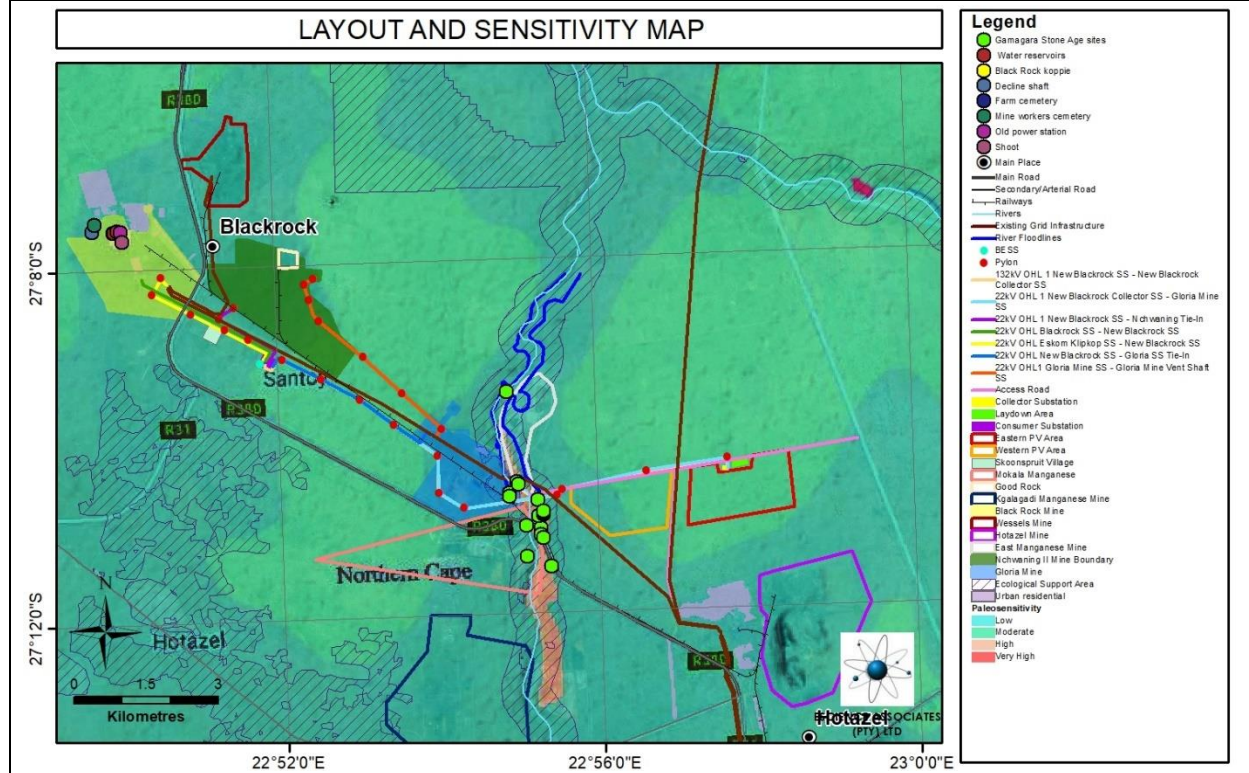 LAYOUT AND SENSITIVITY MAP
R380
Blackrock
Santoy
R380
R31
R380
Northern Cape
Hotazel
N
0 1.5 3
Kilometres
R380
ASSOCIATES
(PTY) LTD
Hotazel
27°8'0"S
27°12'0"S
22°52'0"E
22°56'0"E
23°0'0"E
Legend
Gamagara Stone Age sites
Water reservoirs
Black Rock koppie
Decline shaft
Farm cemetery
Mine workers cemetery
Old power station
Shoot
Main Place
Main Road
Secondary/Arterial Road
Railways
Rivers
Existing Grid Infrastructure
River Floodlines
BESS
Pylon
132kV OHL 1 New Blackrock SS - New Blackrock
Collector SS
22kV OHL 1 New Blackrock Collector SS - Gloria Mine
SS
22kV OHL 1 New Blackrock SS - Nchwaning Tie-In
22kV OHL Blackrock SS - New Blackrock SS
22kV OHL Eskom Klipkop SS - New Blackrock SS
22kV OHL New Blackrock SS - Gloria SS Tie-In
22kV OHL1 Gloria Mine SS - Gloria Mine Vent Shaft
SS
Access Road
Collector Substation
Laydown Area
Consumer Substation
Eastern PV Area
Western PV Area
Skoonspruit Village
Mokala Manganese
Good Rock
Kgalagadi Manganese Mine
Black Rock Mine
Wessels Mine
Hotazel Mine
East Manganese Mine
Nchwaning II Mine Boundary
Gloria Mine
Ecological Support Area
Urban residential
Paleosensitivity
Low
Moderate
High
Very High